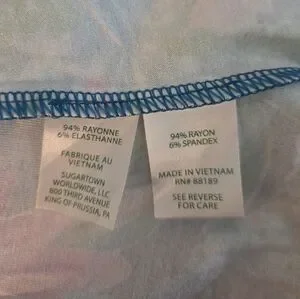 94% RAYONNE
6% ELASTHANNE
FABRIQUE AU
VIETNAM
SUGARTOWN
WORLDWIDE, LLC
800 THIRD AVENUE
KING OF PRUSSIA, PA
94% RAYON
6% SPANDEX
MADE IN VIETNAM
RN# 88189
SEE REVERSE
FOR CARE